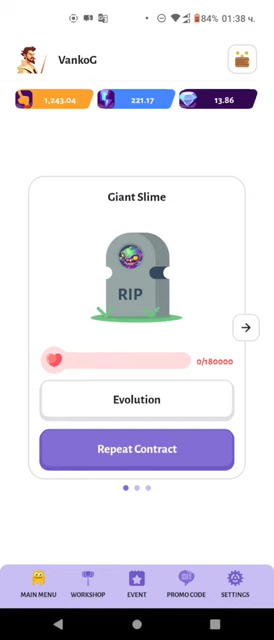 84% 01:38 ч.
VankoG
1,243.04
221.17
13.86
Giant Slime
RIP
0/180000
Evolution
Repeat Contract
MAIN MENU
WORKSHOP
EVENT
PROMO CODE
SETTINGS